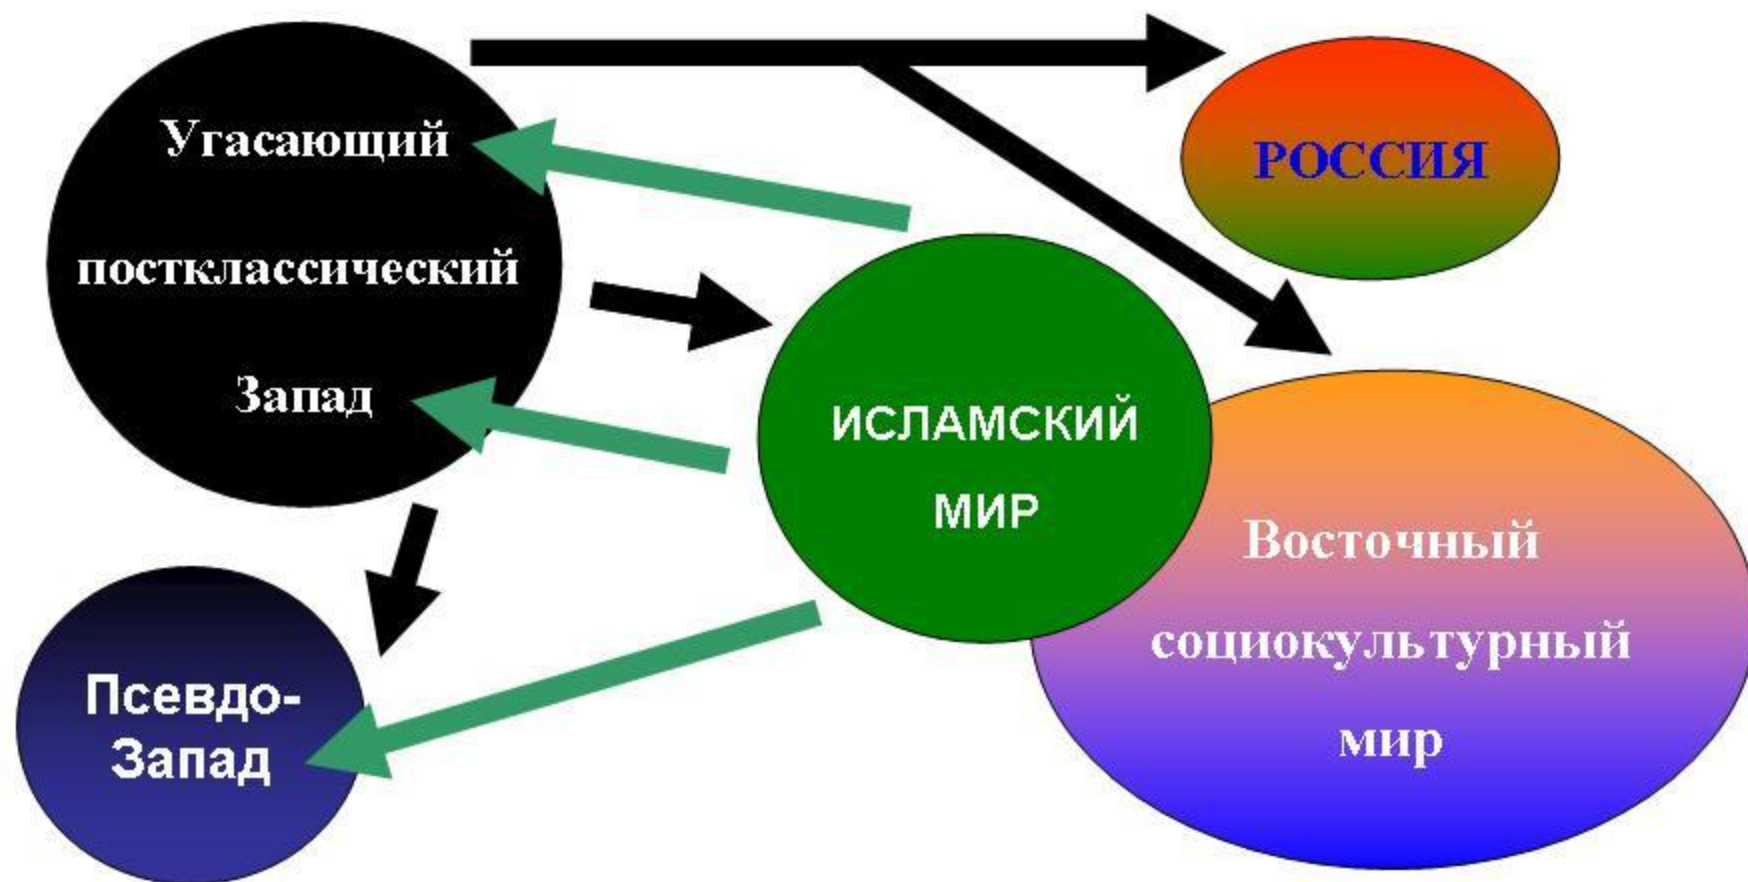 Угасающий
постклассический
Запад
РОССИЯ
ИСЛАМСКИЙ
МИР
Восточный
социокультурный
мир
Псевдо-
Запад